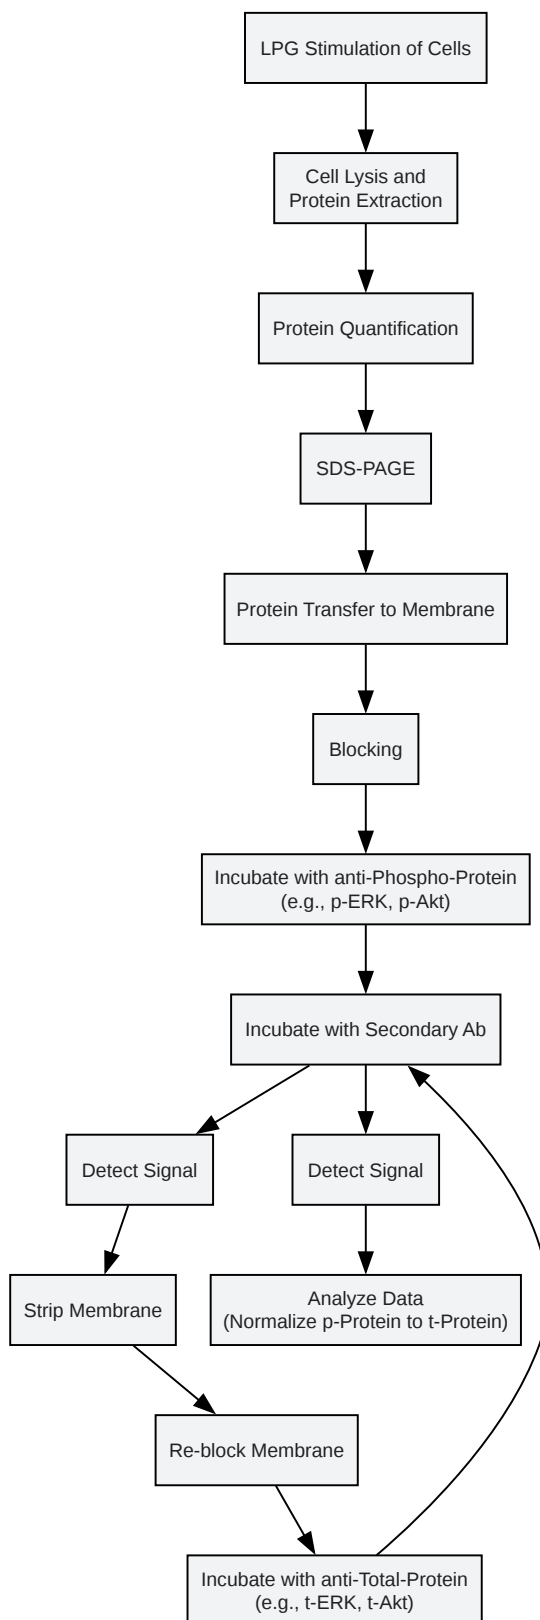 LPG Stimulation of Cells
Cell Lysis and
Protein Extraction
Protein Quantification
SDS-PAGE
Protein Transfer to Membrane
Blocking
Incubate with anti-Phospho-Protein
(e.g., p-ERK, p-Akt)
Incubate with Secondary Ab
Detect Signal
Detect Signal
Strip Membrane
Analyze Data
(Normalize p-Protein to t-Protein)
Re-block Membrane
Incubate with anti-Total-Protein
(e.g., t-ERK, t-Akt)